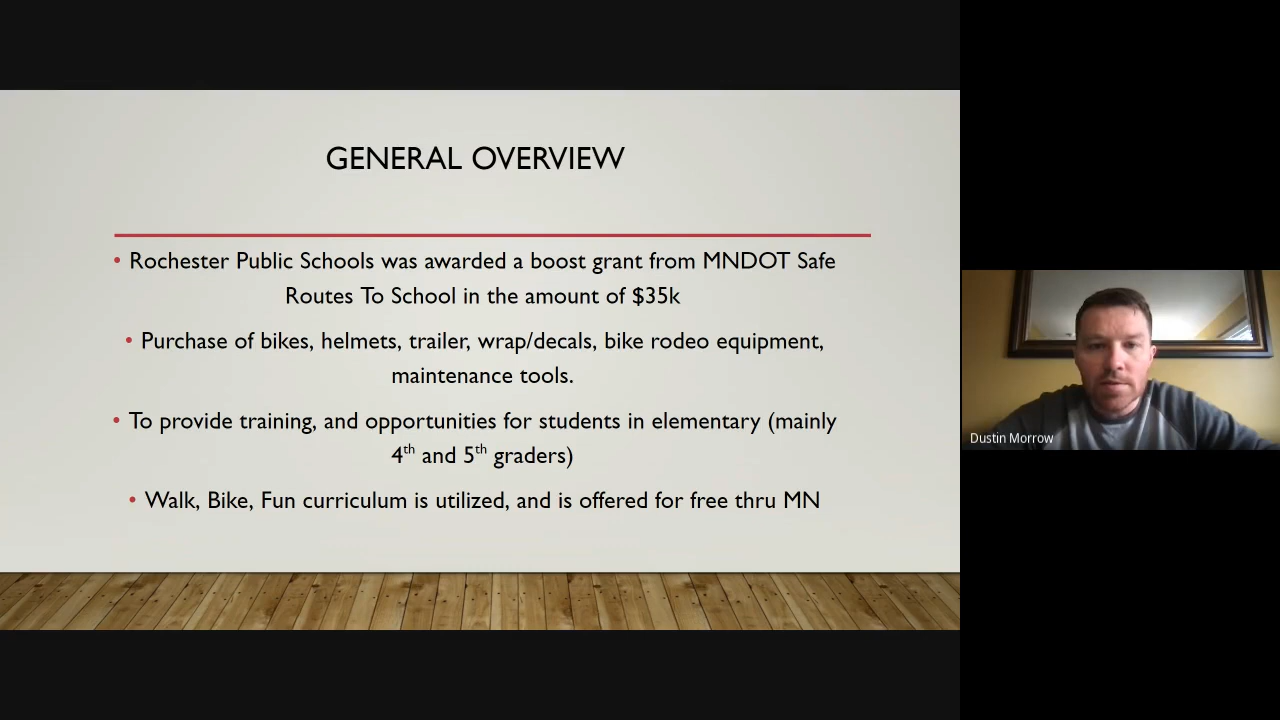 GENERAL OVERVIEW
• Rochester Public Schools was awarded a boost grant from MNDOT Safe
Routes To School in the amount of $35k
• Purchase of bikes, helmets, trailer, wrap/decals, bike rodeo equipment,
maintenance tools.
• To provide training, and opportunities for students in elementary (mainly
4th and 5th graders)
• Walk, Bike, Fun curriculum is utilized, and is offered for free thru MN
Dustin Morrow